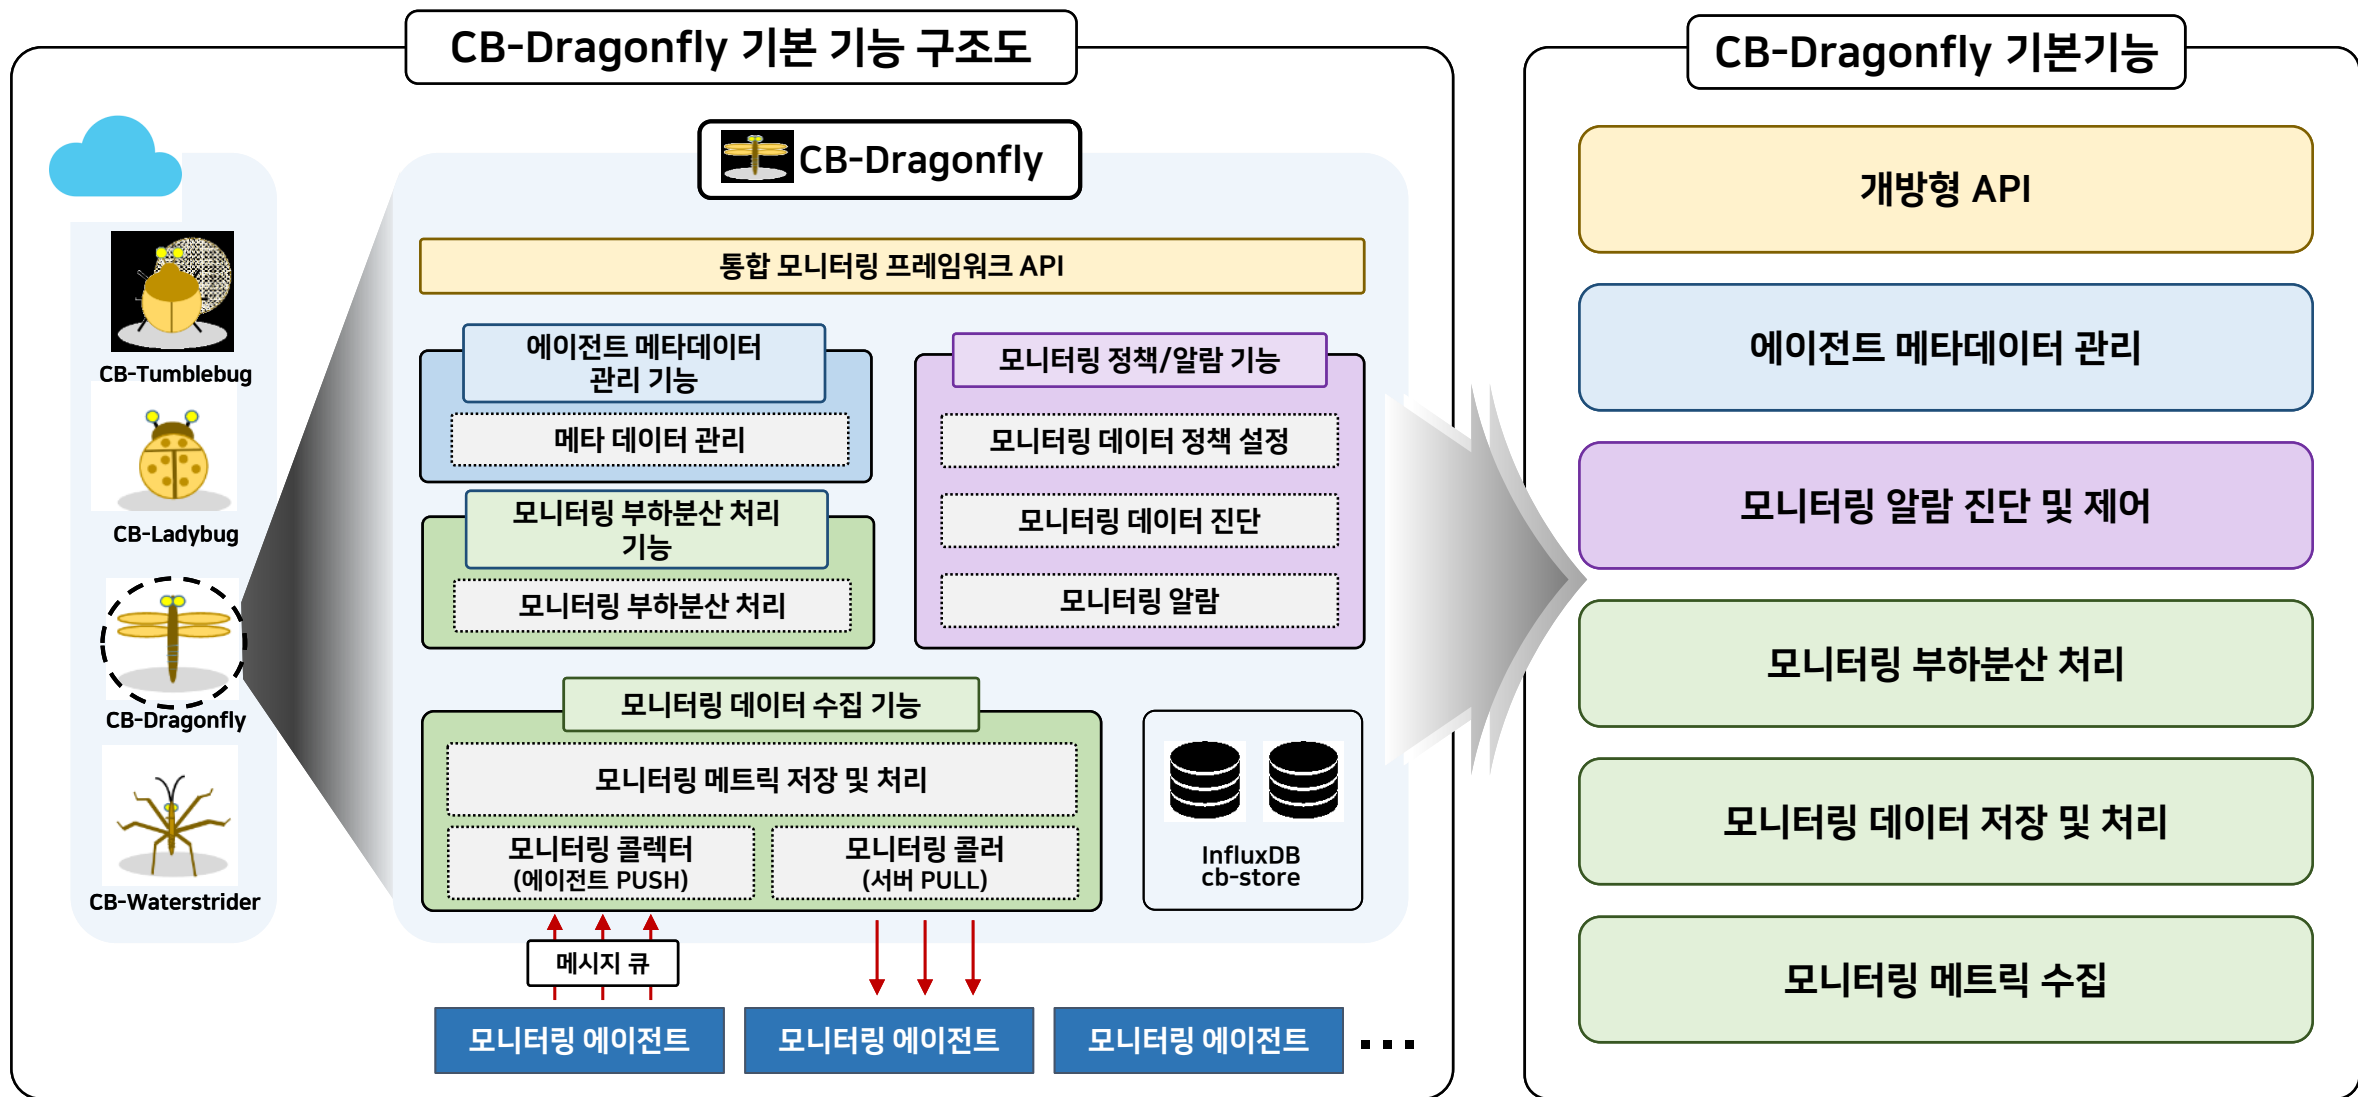 CB-Dragonfly 기본 기능 구조도
CB-Tumblebug
CB-Ladybug
CB-Dragonfly
CB-Waterstrider
CB-Dragonfly
통합 모니터링 프레임워크 API
에이전트 메타데이터
관리 기능
메타 데이터 관리
모니터링 부하분산 처리
기능
모니터링 부하분산 처리
모니터링 정책/알람 기능
모니터링 데이터 정책 설정
모니터링 데이터 진단
모니터링 알람
모니터링 데이터 수집 기능
모니터링 메트릭 저장 및 처리
모니터링 콜렉터
(에이전트 PUSH)
모니터링 콜러
(서버 PULL)
InfluxDB
cb-store
메시지 큐
모니터링 에이전트
모니터링 에이전트
모니터링 에이전트
...
CB-Dragonfly 기본기능
개방형 API
에이전트 메타데이터 관리
모니터링 알람 진단 및 제어
모니터링 부하분산 처리
모니터링 데이터 저장 및 처리
모니터링 메트릭 수집